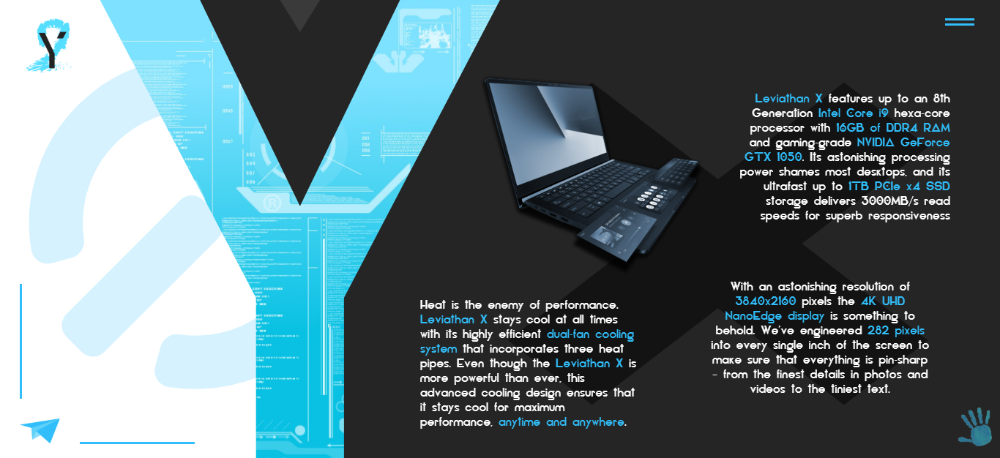 Leviathan X features up to an 8th
Generation Intel Core i9 hexa-core
processor with 16GB of DDR4 RAM
and gaming-grade NVIDIA GeForce
GTX 1050. Its astonishing processing
power shames most desktops, and its
ultrafast up to 1TB PCIe x4 SSD
storage delivers 3000MB/s read
speeds for superb responsiveness
With an astonishing resolution of
3840x2160 pixels the 4K UHD
NanoEdge display is something to
behold. We've engineered 282 pixels
into every single inch of the screen to
make sure that everything is pin-sharp
- from the finest details in photos and
videos to the tiniest text.
Heat is the enemy of performance.
Leviathan X stays cool at all times
with its highly efficient dual-fan cooling
system that incorporates three heat
pipes. Even though the Leviathan X is
more powerful than ever, this
advanced cooling design ensures that
it stays cool for maximum
performance, anytime and anywhere.